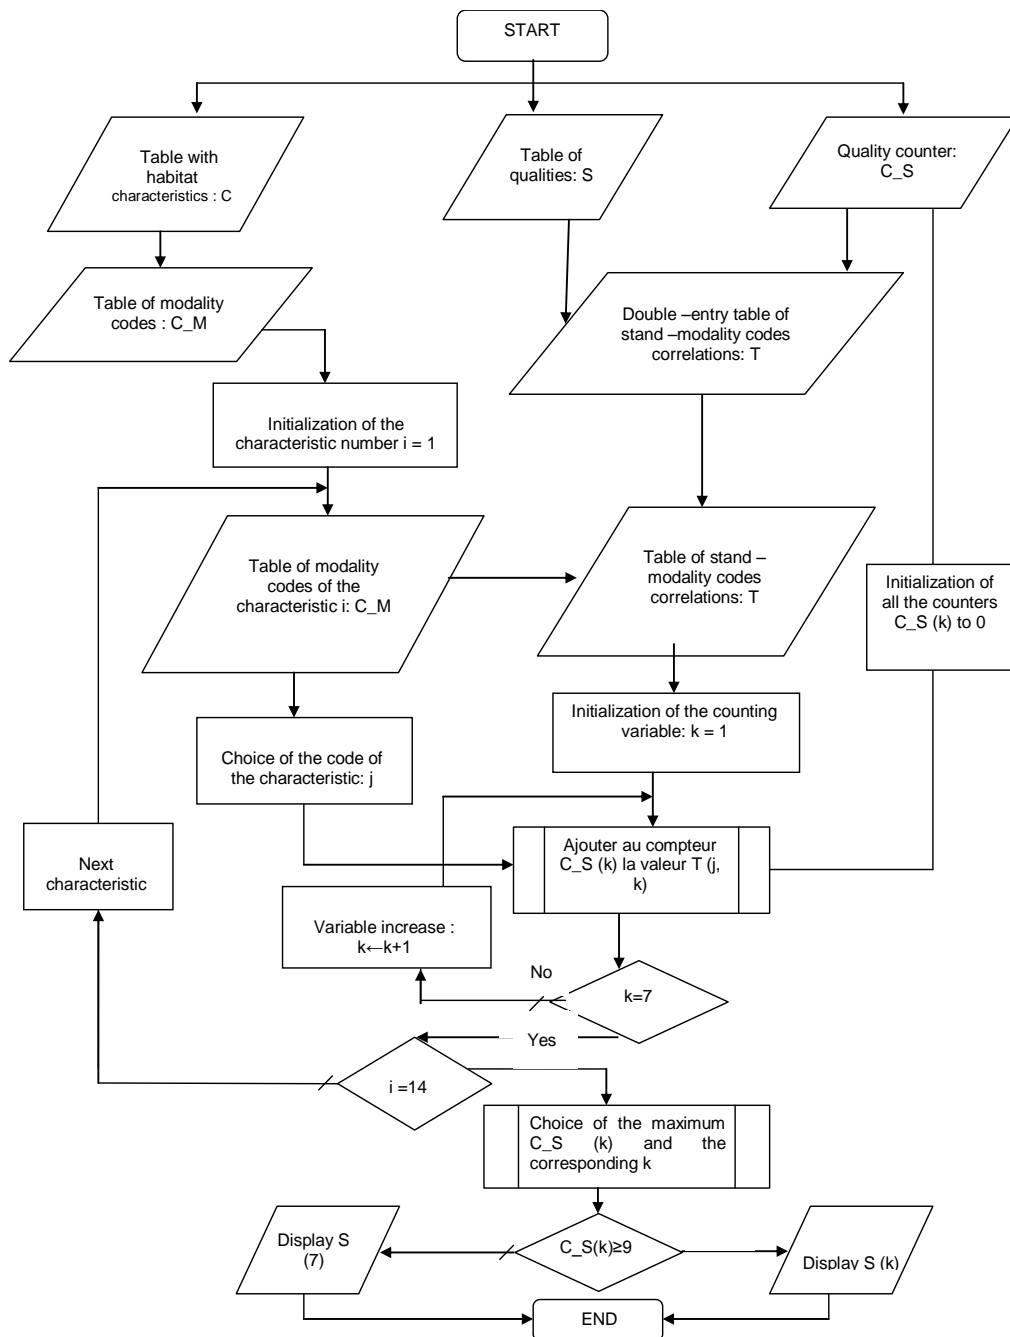 START
Table with
habitat
characteristics : C
Table of
qualities: S
Quality counter:
C_S
Table of modality
codes : C_M
Double –entry table of
stand –modality codes
correlations: T
Initialization of the
characteristic number i = 1
Table of modality
codes of the
characteristic i: C_M
Table of stand –
modality codes
correlations: T
Initialization of
all the counters
C_S (k) to 0
Initialization of the counting
variable: k = 1
Choice of the code of
the characteristic: j
Next
characteristic
Ajouter au compteur
C_S (k) la valeur T (j,
k)
Variable increase :
k←k+1
No
k=7
Yes
i =14
Choice of the maximum
C_S (k) and the
corresponding k
Display S
(7)
C_S(k)≥9
Display S (k)
END